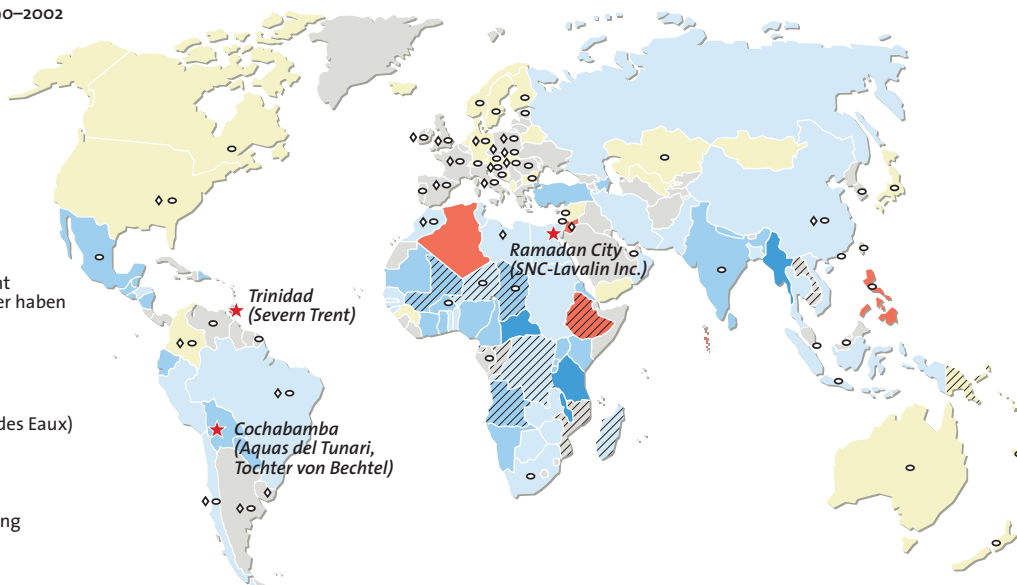 90–2002
Ramadan City
(SNC-Lavalin Inc.)
nt
er haben
Trinidad
(Severn Trent)
des Eaux)
Cochabamba
(Aquas del Tunari,
Tochter von Bechtel)
ng